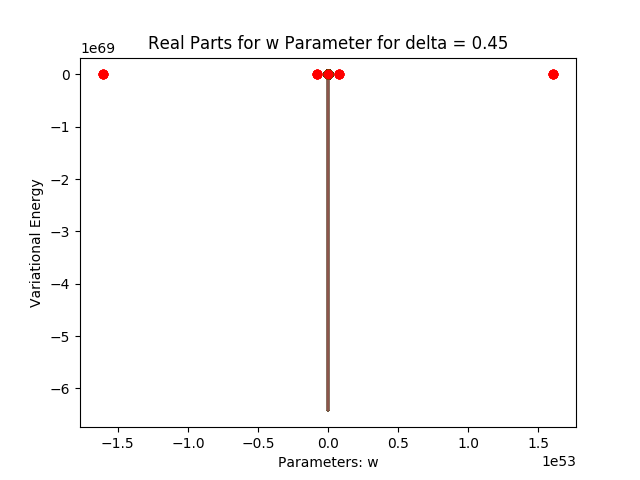 Real Parts for w Parameter for delta = 0.45
1e69
0
−1
−2
−3
−4
−5
−6
Variational Energy
−1.5 −1.0 −0.5 0.0 0.5 1.0 1.5
1e53
Parameters: w